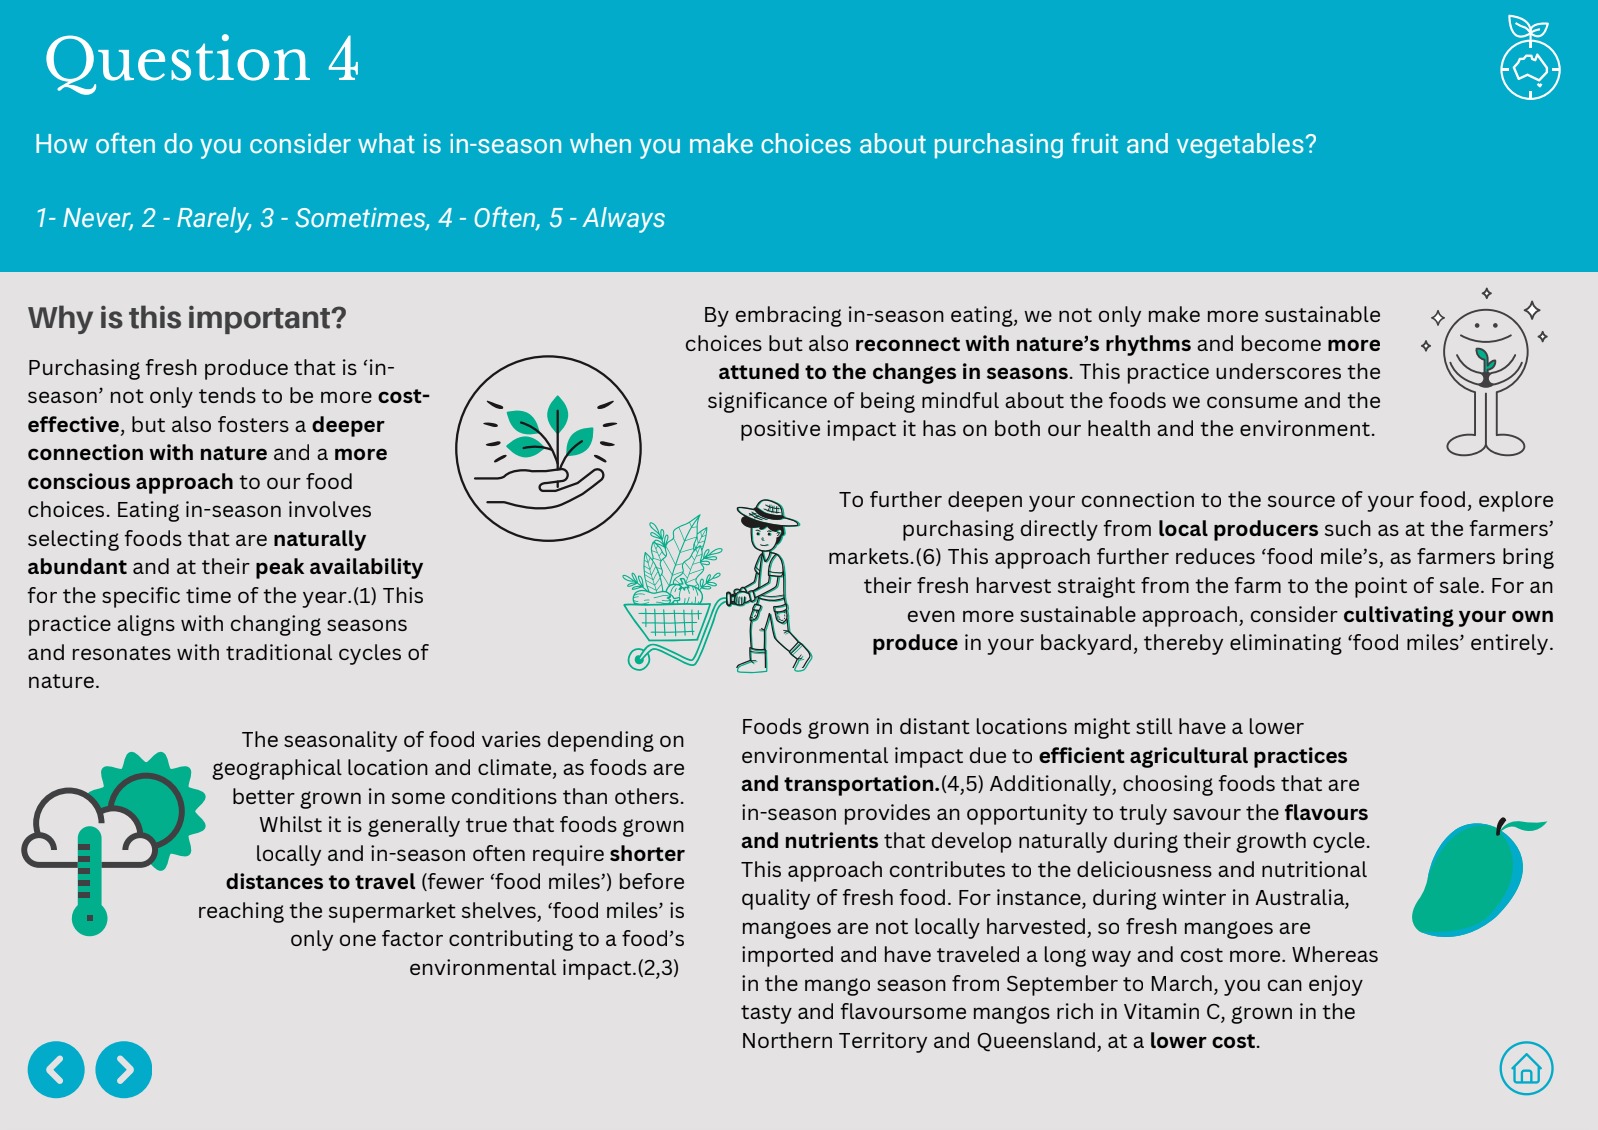 Question 4
How often do you consider what is in-season when you make choices about purchasing fruit and vegetables?
1- Never, 2 - Rarely, 3 - Sometimes, 4 - Often, 5 - Always
Why is this important?
Purchasing fresh produce that is ‘in-
season’ not only tends to be more cost-
effective, but also fosters a deeper
connection with nature and a more
conscious approach to our food
choices. Eating in-season involves
selecting foods that are naturally
abundant and at their peak availability
for the specific time of the year.(1) This
practice aligns with changing seasons
and resonates with traditional cycles of
nature.
The seasonality of food varies depending on
geographical location and climate, as foods are
better grown in some conditions than others.
Whilst it is generally true that foods grown
locally and in-season often require shorter
distances to travel (fewer ‘food miles’) before
reaching the supermarket shelves, ‘food miles’ is
only one factor contributing to a food’s
environmental impact.(2,3)
By embracing in-season eating, we not only make more sustainable
choices but also reconnect with nature’s rhythms and become more
attuned to the changes in seasons. This practice underscores the
significance of being mindful about the foods we consume and the
positive impact it has on both our health and the environment.
To further deepen your connection to the source of your food, explore
purchasing directly from local producers such as at the farmers’
markets.(6) This approach further reduces ‘food mile’s, as farmers bring
their fresh harvest straight from the farm to the point of sale. For an
even more sustainable approach, consider cultivating your own
produce in your backyard, thereby eliminating ‘food miles’ entirely.
Foods grown in distant locations might still have a lower
environmental impact due to efficient agricultural practices
and transportation.(4,5) Additionally, choosing foods that are
in-season provides an opportunity to truly savour the flavours
and nutrients that develop naturally during their growth cycle.
This approach contributes to the deliciousness and nutritional
quality of fresh food. For instance, during winter in Australia,
mangoes are not locally harvested, so fresh mangoes are
imported and have traveled a long way and cost more. Whereas
in the mango season from September to March, you can enjoy
tasty and flavoursome mangos rich in Vitamin C, grown in the
Northern Territory and Queensland, at a lower cost.